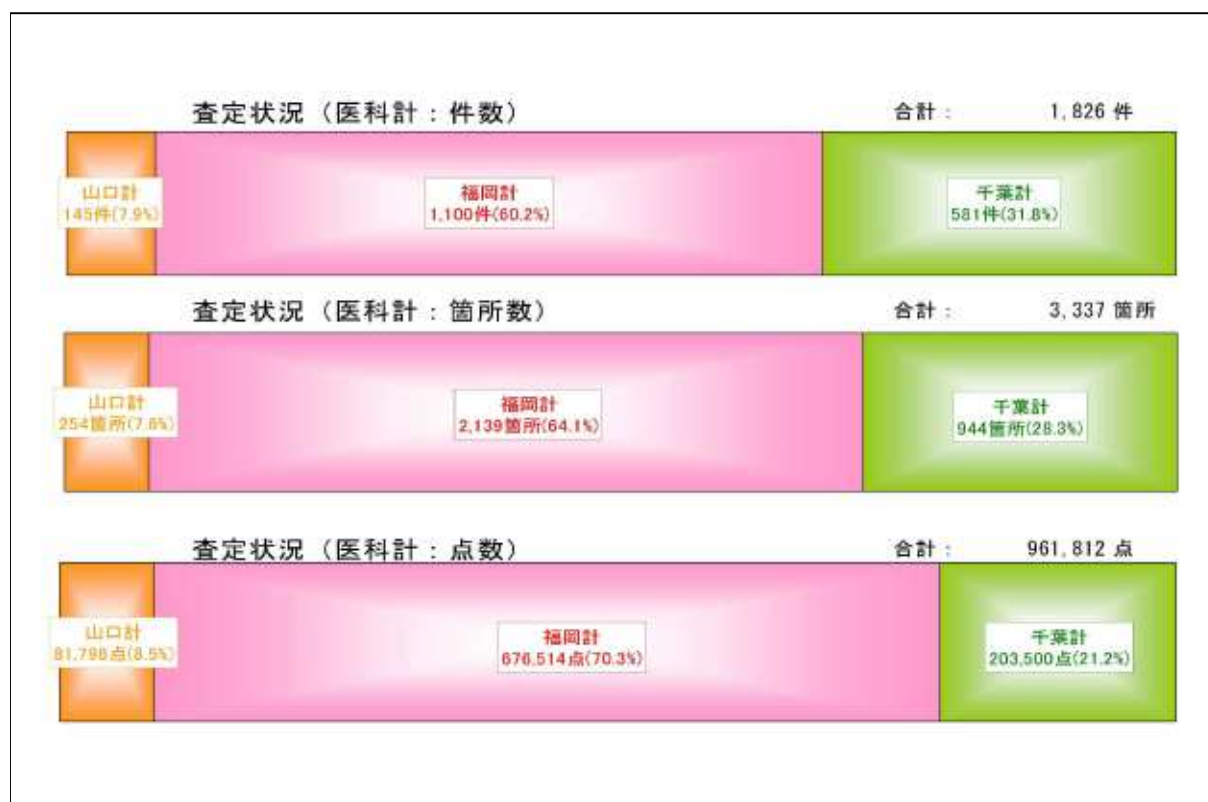 査定状況（医科計：件数）　合計：　1,826 件
山口計
145件(7.9%)
福岡計
1,100件(60.2%)
千葉計
581件(31.8%)
査定状況（医科計：箇所数）　合計：　3,337 箇所
山口計
254箇所(7.6%)
福岡計
2,139箇所(64.1%)
千葉計
944箇所(28.3%)
査定状況（医科計：点数）　合計：　961,812 点
山口計
81,798点(8.5%)
福岡計
676,514点(70.3%)
千葉計
203,500点(21.2%)